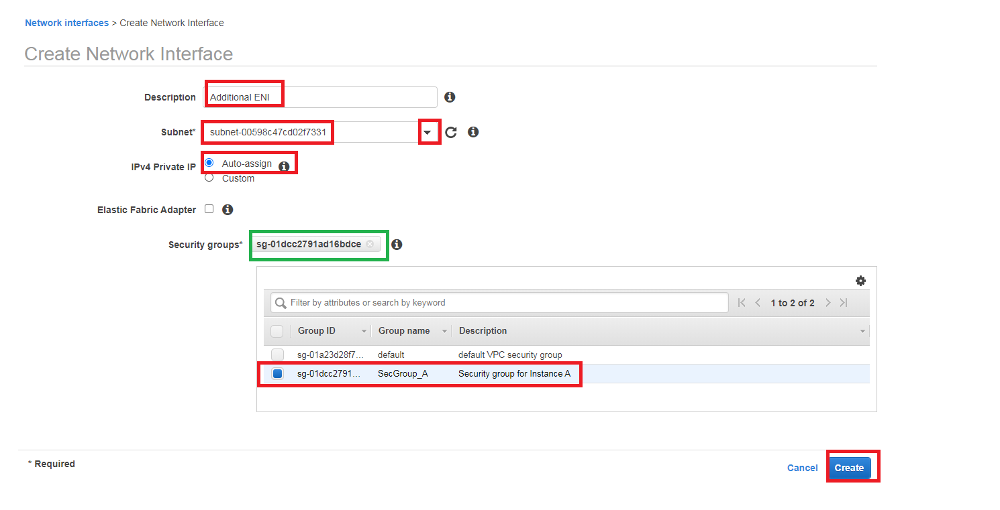 Network interfaces > Create Network Interface
Create Network Interface
Description Additional ENI
Subnet* subnet-00598c47cd02f7331
IPv4 Private IP Auto-assign
Custom
Elastic Fabric Adapter
Security groups* sg-01dcc2791ad16bdce
Filter by attributes or search by keyword 1 to 2 of 2
Group ID Group name Description
sg-01a23d28f7... default default VPC security group
sg-01dcc2791... SecGroup_A Security group for Instance A
* Required
Cancel Create